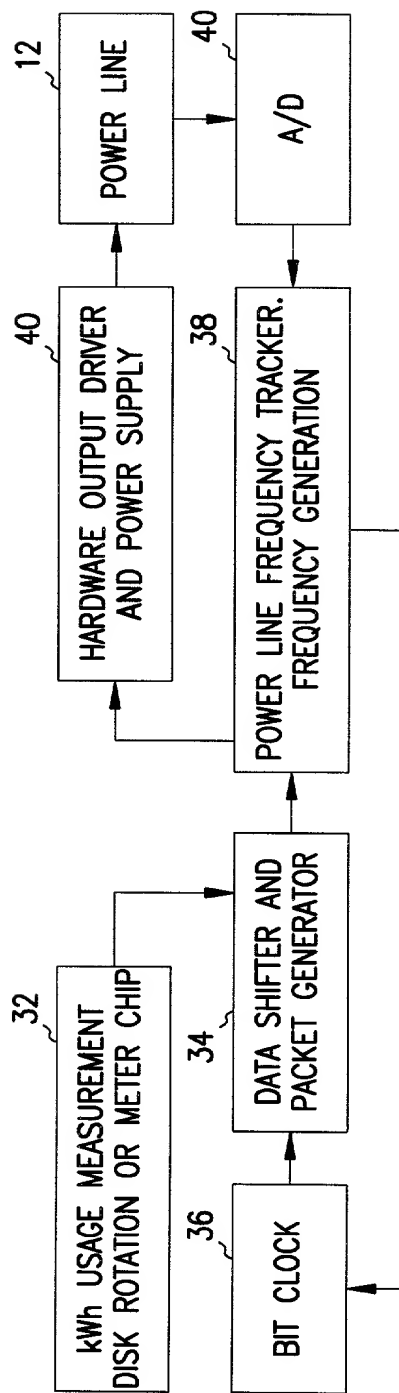 32
kWh USAGE MEASUREMENT
DISK ROTATION OR METER CHIP
40
HARDWARE OUTPUT DRIVER
AND POWER SUPPLY
12
POWER LINE
36
BIT CLOCK
34
DATA SHIFTER AND
PACKET GENERATOR
38
POWER LINE FREQUENCY TRACKER.
FREQUENCY GENERATION
40
A/D